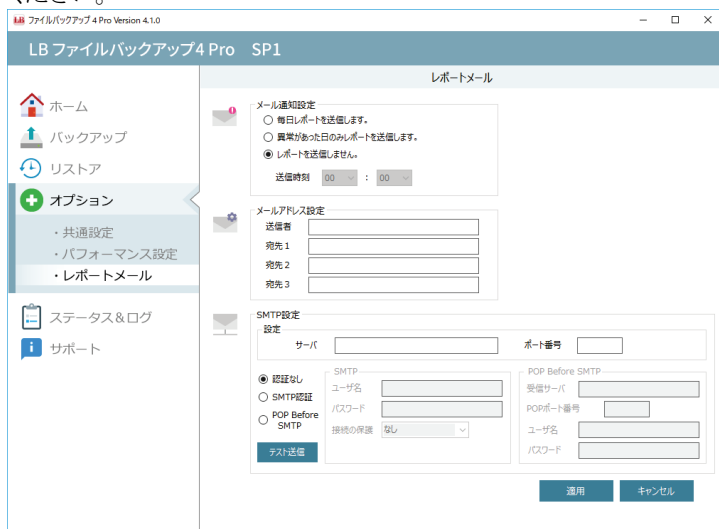 ください。
LB ファイルバックアップ 4 Pro Version 4.1.0
LB ファイルバックアップ4 Pro SP1
レポートメール
ホーム
バックアップ
リストア
オプション
・共通設定
・パフォーマンス設定
・レポートメール
ステータス＆ログ
サポート
メール通知設定
毎日レポートを送信します。
異常があった日のみレポートを送信します。
レポートを送信しません。
送信時刻 00 : 00
メールアドレス設定
送信者
宛先 1
宛先 2
宛先 3
SMTP設定
設定
サーバ ポート番号
認証なし
SMTP認証
POP Before
SMTP
テスト送信
SMTP
ユーザ名
パスワード
接続の保護 なし
POP Before SMTP
受信サーバ
POPポート番号
ユーザ名
パスワード
適用 キャンセル